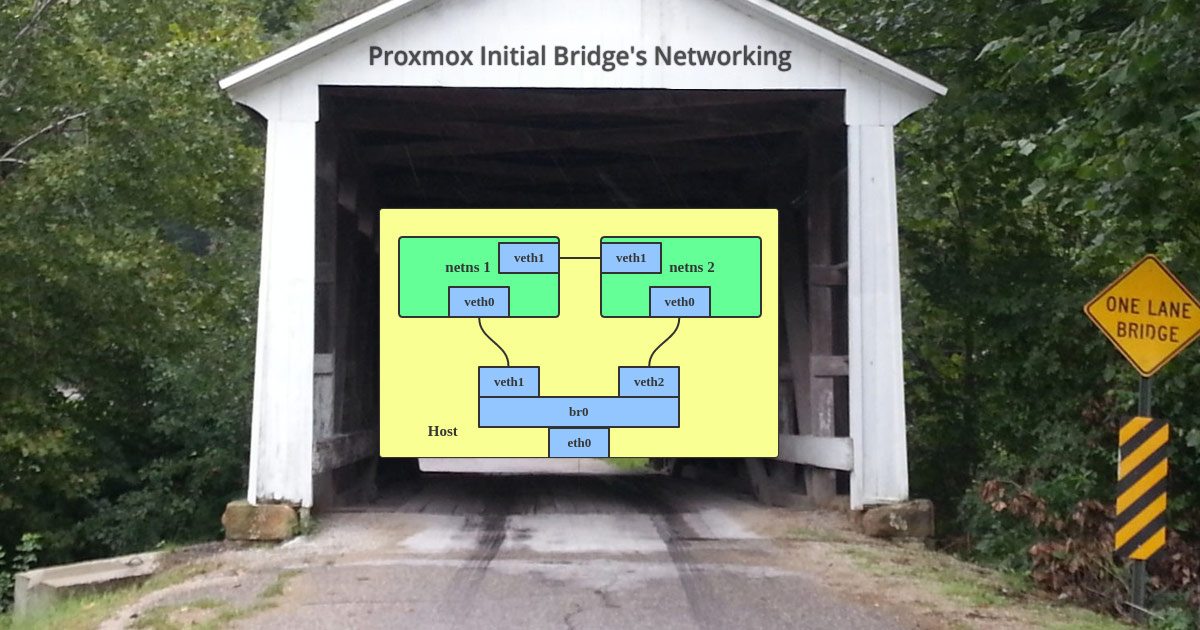 Proxmox Initial Bridge's Networking
netns 1
veth1
veth1
netns 2
veth0
veth0
veth1
veth2
br0
Host
eth0
ONE LANE
BRIDGE